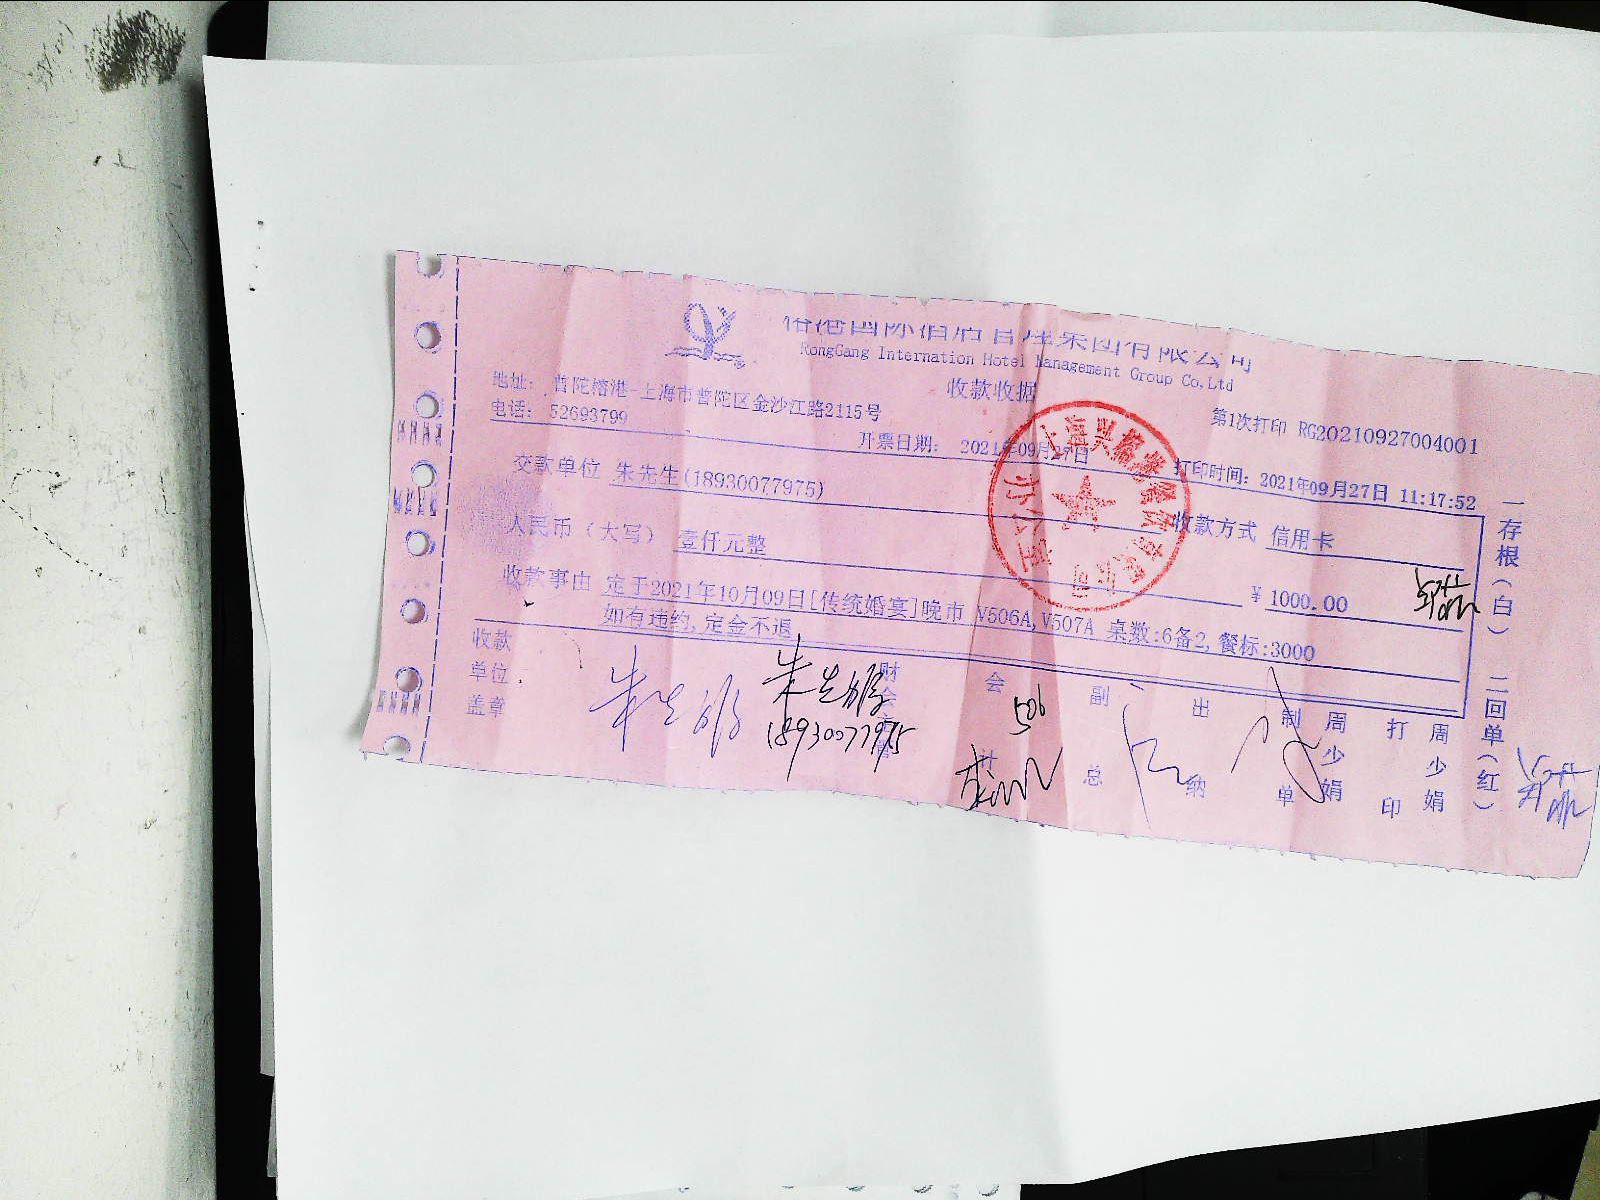 榕港国际酒店管理集团有限公司
RongGang Internation Hotel Management Group Co.Ltd
收款收据
地址: 普陀榕港-上海市普陀区金沙江路2115号
电话: 52693799
第1次打印 RG20210927004001
开票日期: 2021年09月27日
打印时间: 2021年09月27日 11:17:52
交款单位 朱先生(18930077975)
收款方式 信用卡
人民币(大写) 壹仟元整
¥ 1000.00
收款事由 定于2021年10月09日[传统婚宴]晚市 V506A,V507A 桌数:6备2,餐标:3000
如有违约,定金不退
收款单位盖章
朱
朱
18930077975
财会主管
会计
506
副总
出纳
制单
周少娟
打印
周少娟
一存根(白) 二回单(红)
办公室